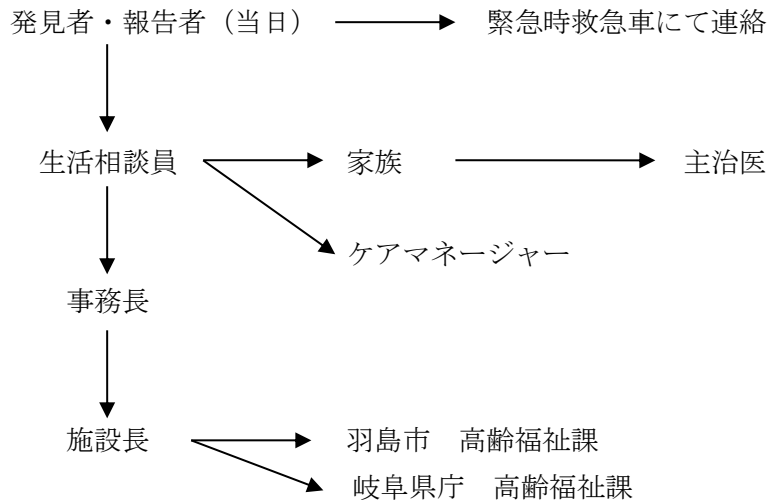 発見者・報告者（当日）　緊急時救急車にて連絡
生活相談員　家族　主治医
ケアマネージャー
事務長
施設長　羽島市　高齢福祉課
岐阜県庁　高齢福祉課